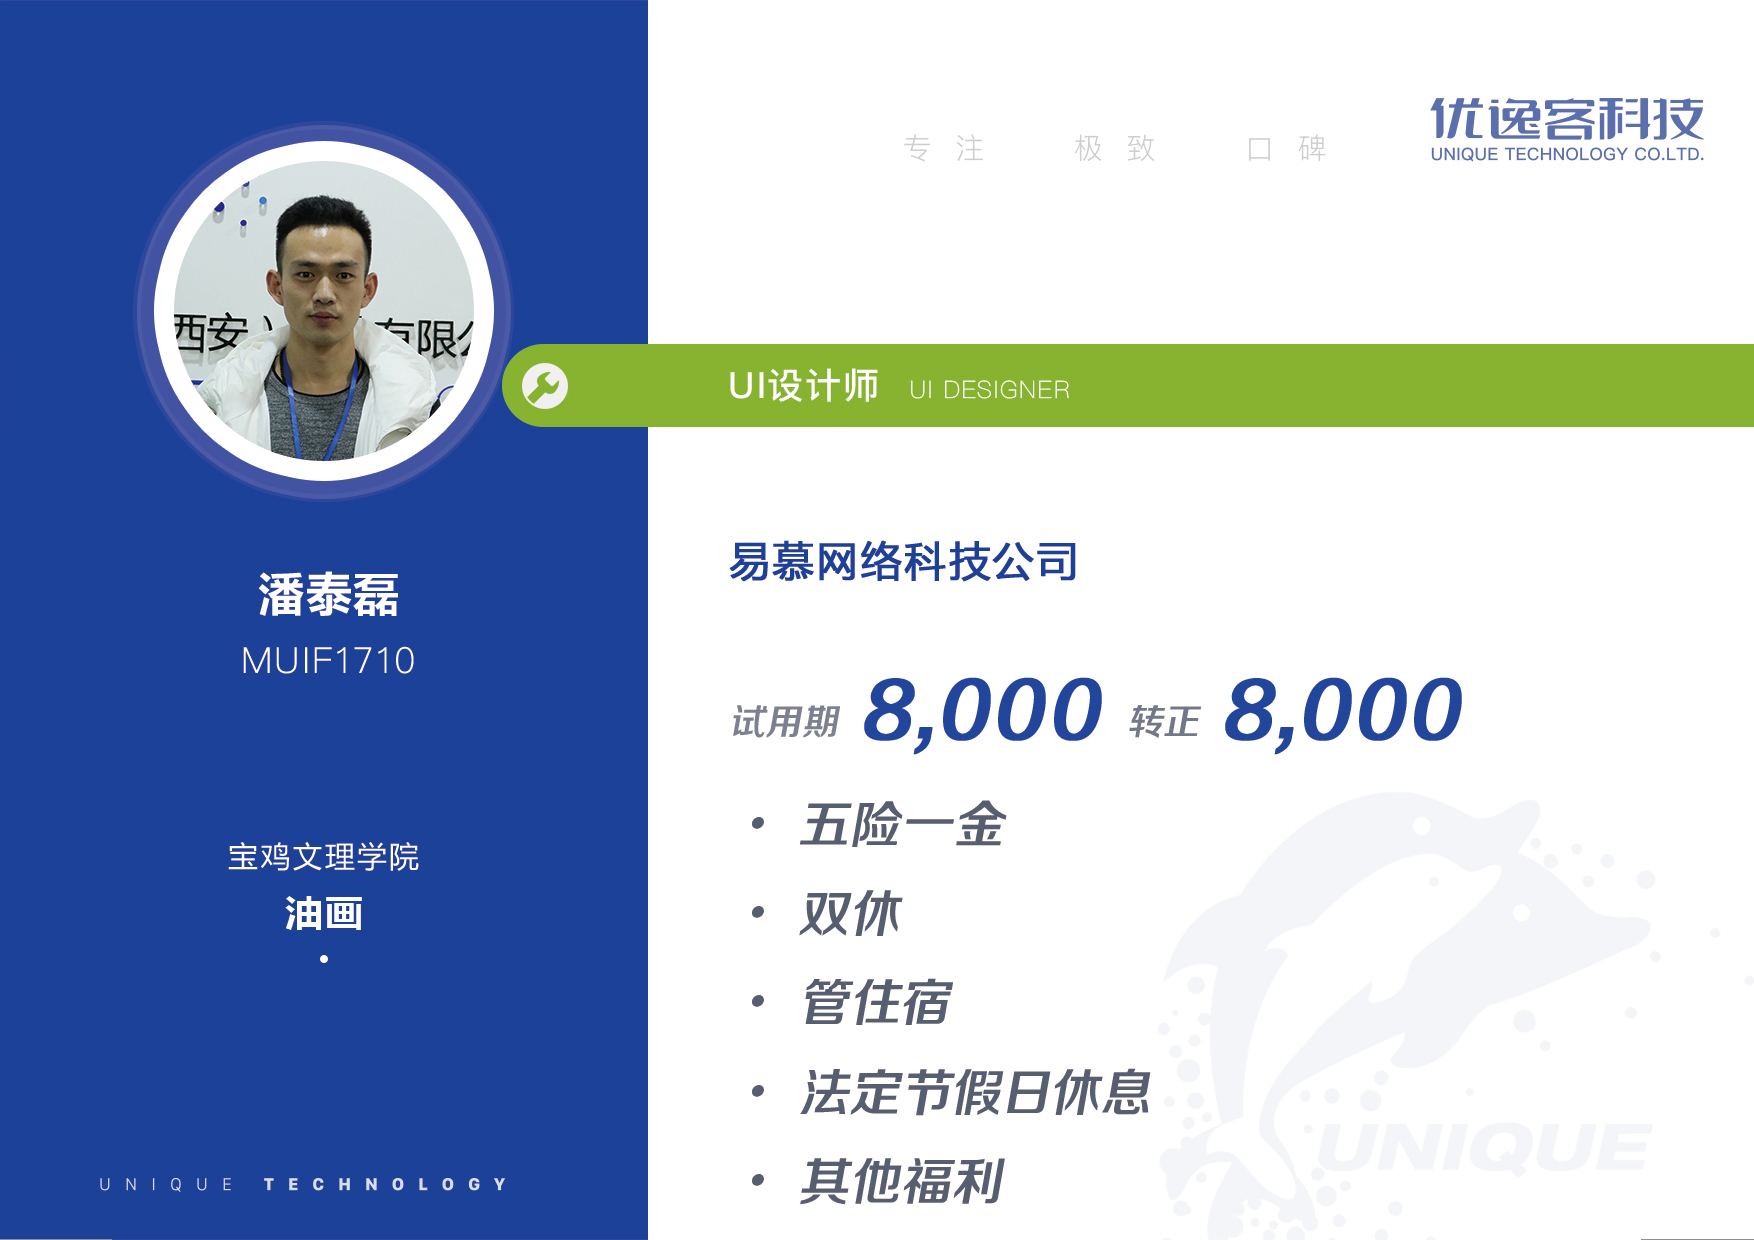 专注 极致 口碑
优逸客科技
UNIQUE TECHNOLOGY CO.LTD.
西安
有限公
UI设计师 UI DESIGNER
潘泰磊
MUIF1710
宝鸡文理学院
油画
UNIQUE TECHNOLOGY
易慕网络科技公司
试用期 8,000 转正 8,000
• 五险一金
• 双休
• 管住宿
• 法定节假日休息
• 其他福利
UNIQUE